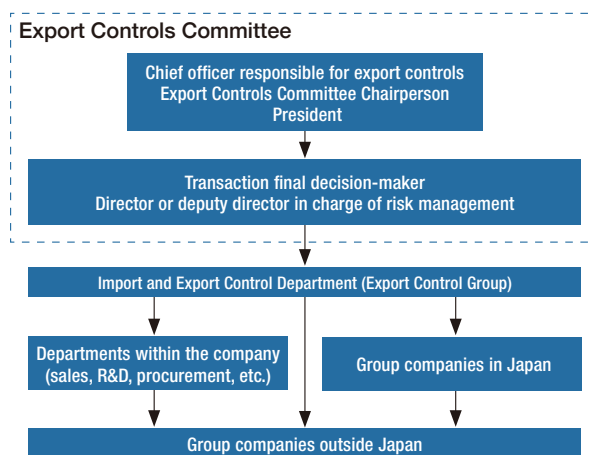 Export Controls Committee
Chief officer responsible for export controls
Export Controls Committee Chairperson
President
Transaction final decision-maker
Director or deputy director in charge of risk management
Import and Export Control Department (Export Control Group)
Departments within the company
(sales, R&D, procurement, etc.)
Group companies in Japan
Group companies outside Japan